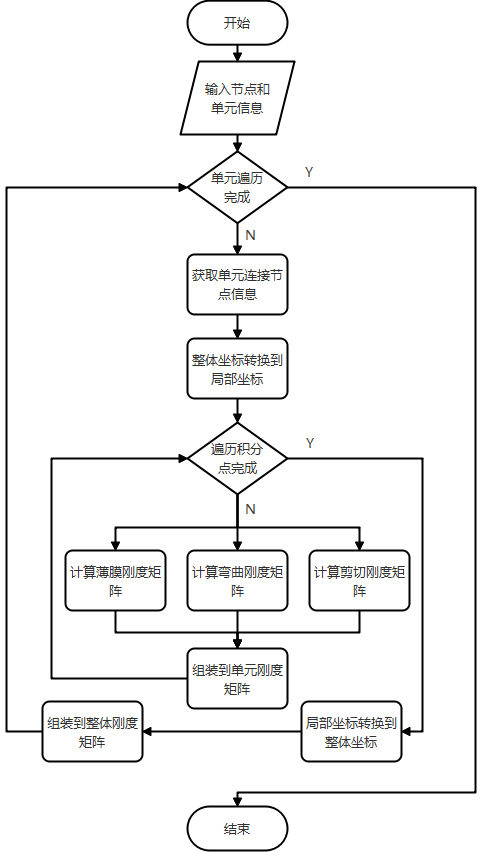 开始
输入节点和
单元信息
单元遍历
完成
Y
N
获取单元连接节
点信息
整体坐标转换到
局部坐标
遍历积分
点完成
Y
N
计算薄膜刚度矩
阵
计算弯曲刚度矩
阵
计算剪切刚度矩
阵
组装到单元刚度
矩阵
组装到整体刚度
矩阵
局部坐标转换到
整体坐标
结束